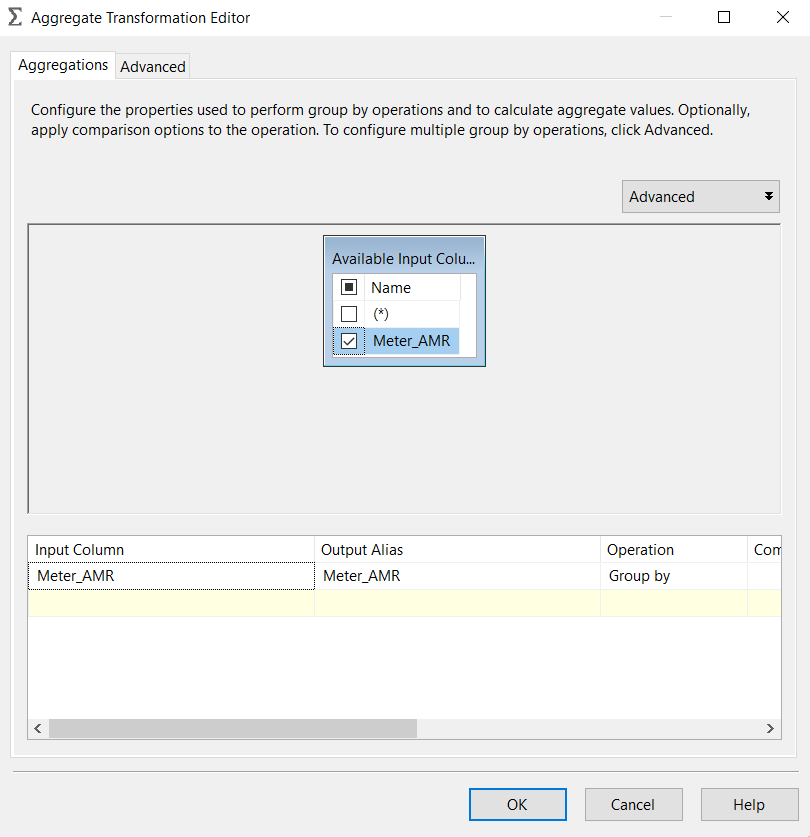 Aggregate Transformation Editor
Aggregations Advanced
Configure the properties used to perform group by operations and to calculate aggregate values. Optionally,
apply comparison options to the operation. To configure multiple group by operations, click Advanced.
Advanced
Available Input Colu...
Name
(*)
Meter_AMR
Input Column Output Alias Operation Com
Meter_AMR Meter_AMR Group by
OK Cancel Help